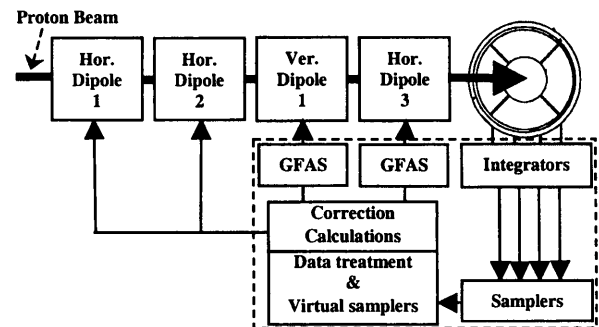 Proton Beam
Hor.
Dipole
1
Hor.
Dipole
2
Ver.
Dipole
1
Hor.
Dipole
3
GFAS
GFAS
Integrators
Correction
Calculations
Data treatment
&
Virtual samplers
Samplers